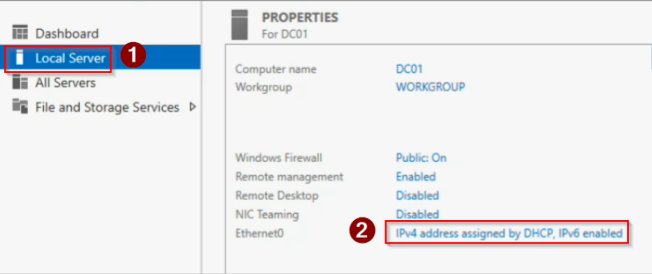 Dashboard
Local Server
1
All Servers
File and Storage Services
PROPERTIES
For DC01
Computer name DC01
Workgroup WORKGROUP
Windows Firewall Public: On
Remote management Enabled
Remote Desktop Disabled
NIC Teaming Disabled
Ethernet0 2 IPv4 address assigned by DHCP, IPv6 enabled